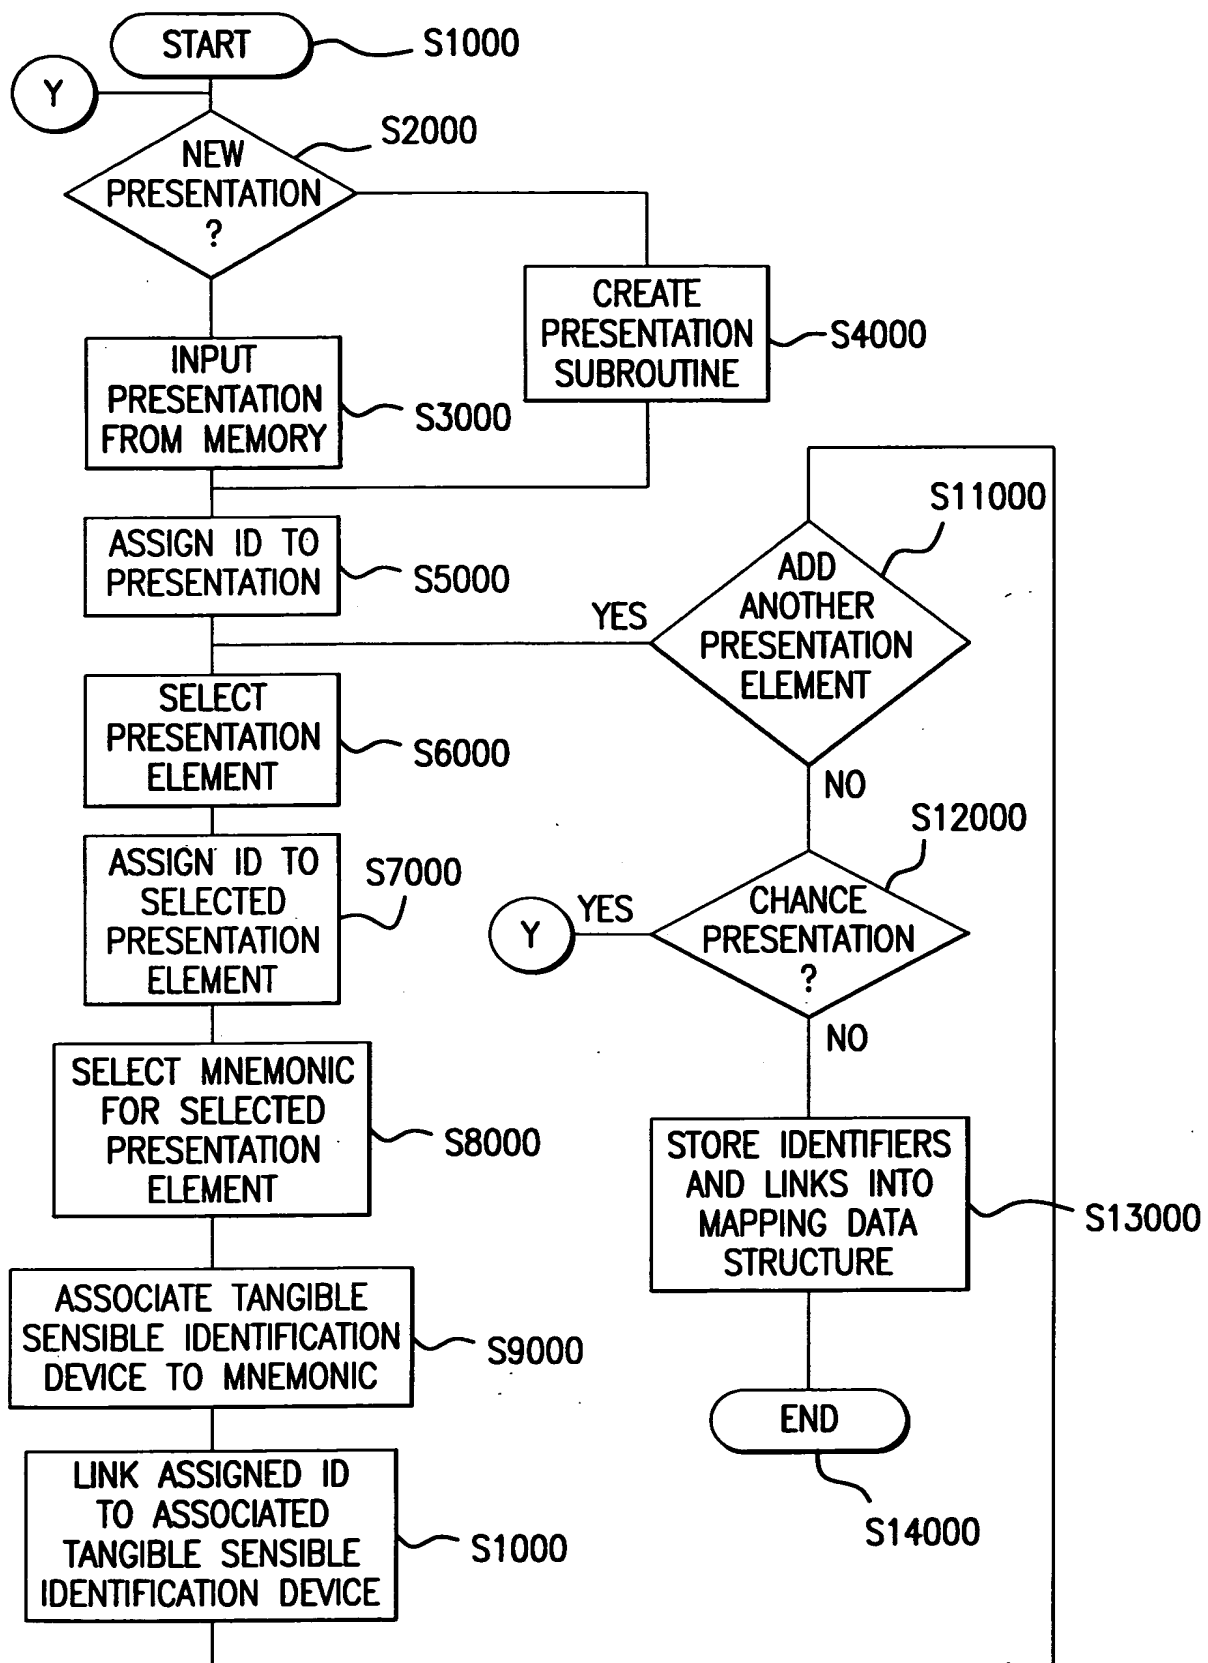 START
S1000
Y
S2000
NEW
PRESENTATION
?
CREATE
PRESENTATION
SUBROUTINE
S4000
INPUT
PRESENTATION
FROM MEMORY
S3000
ASSIGN ID TO
PRESENTATION
S5000
SELECT
PRESENTATION
ELEMENT
S6000
ASSIGN ID TO
SELECTED
PRESENTATION
ELEMENT
S7000
SELECT MNEMONIC
FOR SELECTED
PRESENTATION
ELEMENT
S8000
ASSOCIATE TANGIBLE
SENSIBLE IDENTIFICATION
DEVICE TO MNEMONIC
S9000
LINK ASSIGNED ID
TO ASSOCIATED
TANGIBLE SENSIBLE
IDENTIFICATION DEVICE
S1000
S11000
ADD
ANOTHER
PRESENTATION
ELEMENT
YES
NO
S12000
CHANCE
PRESENTATION
?
YES
Y
NO
STORE IDENTIFIERS
AND LINKS INTO
MAPPING DATA
STRUCTURE
S13000
END
S14000